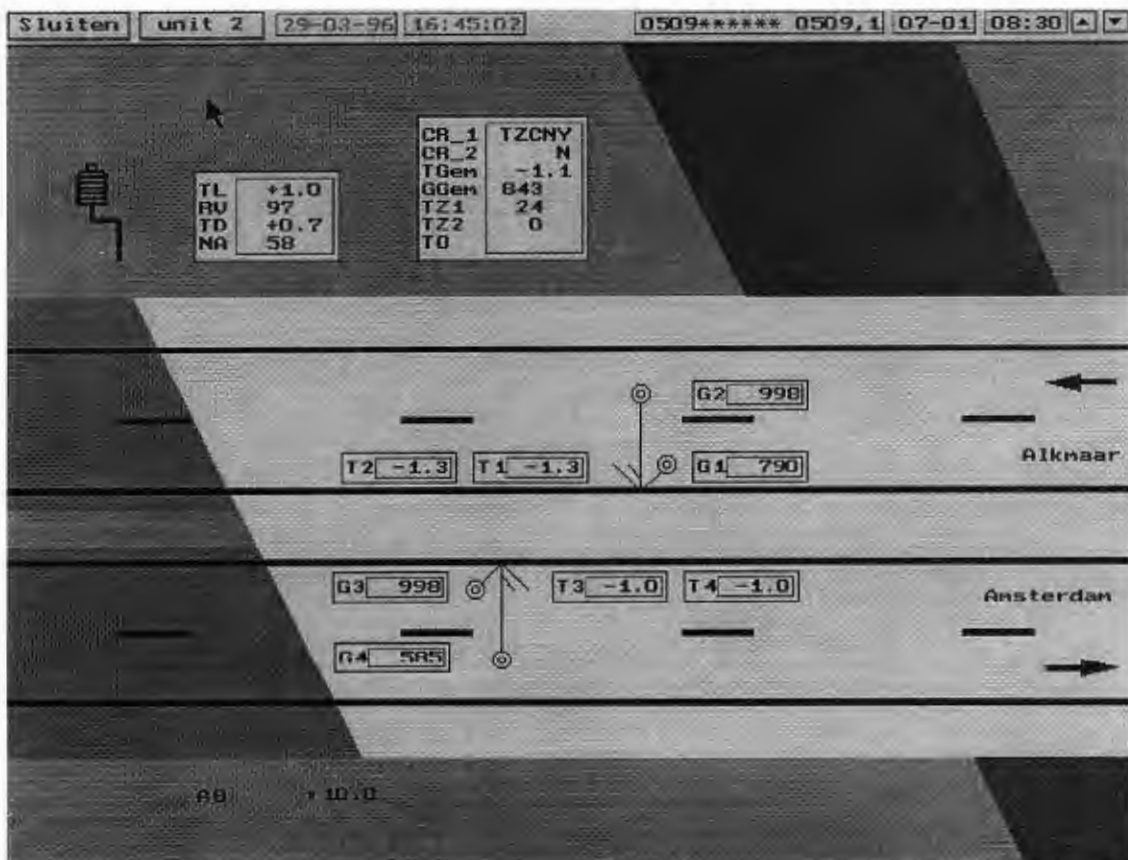 Sluiten unit 2 29-03-96 16:45:02 0509****** 0509,1 07-01 08:30
CR_1 TZCNY
CR_2 N
TGem -1.1
GGem 843
TZ1 24
TZ2 0
TO
TL +1.0
RV 97
TD +0.7
NA 58
G2 998
T2 -1.3 T1 -1.3 G1 790
Alkmaar
G3 998 T3 -1.0 T4 -1.0
Amsterdam
G4 585
10.0